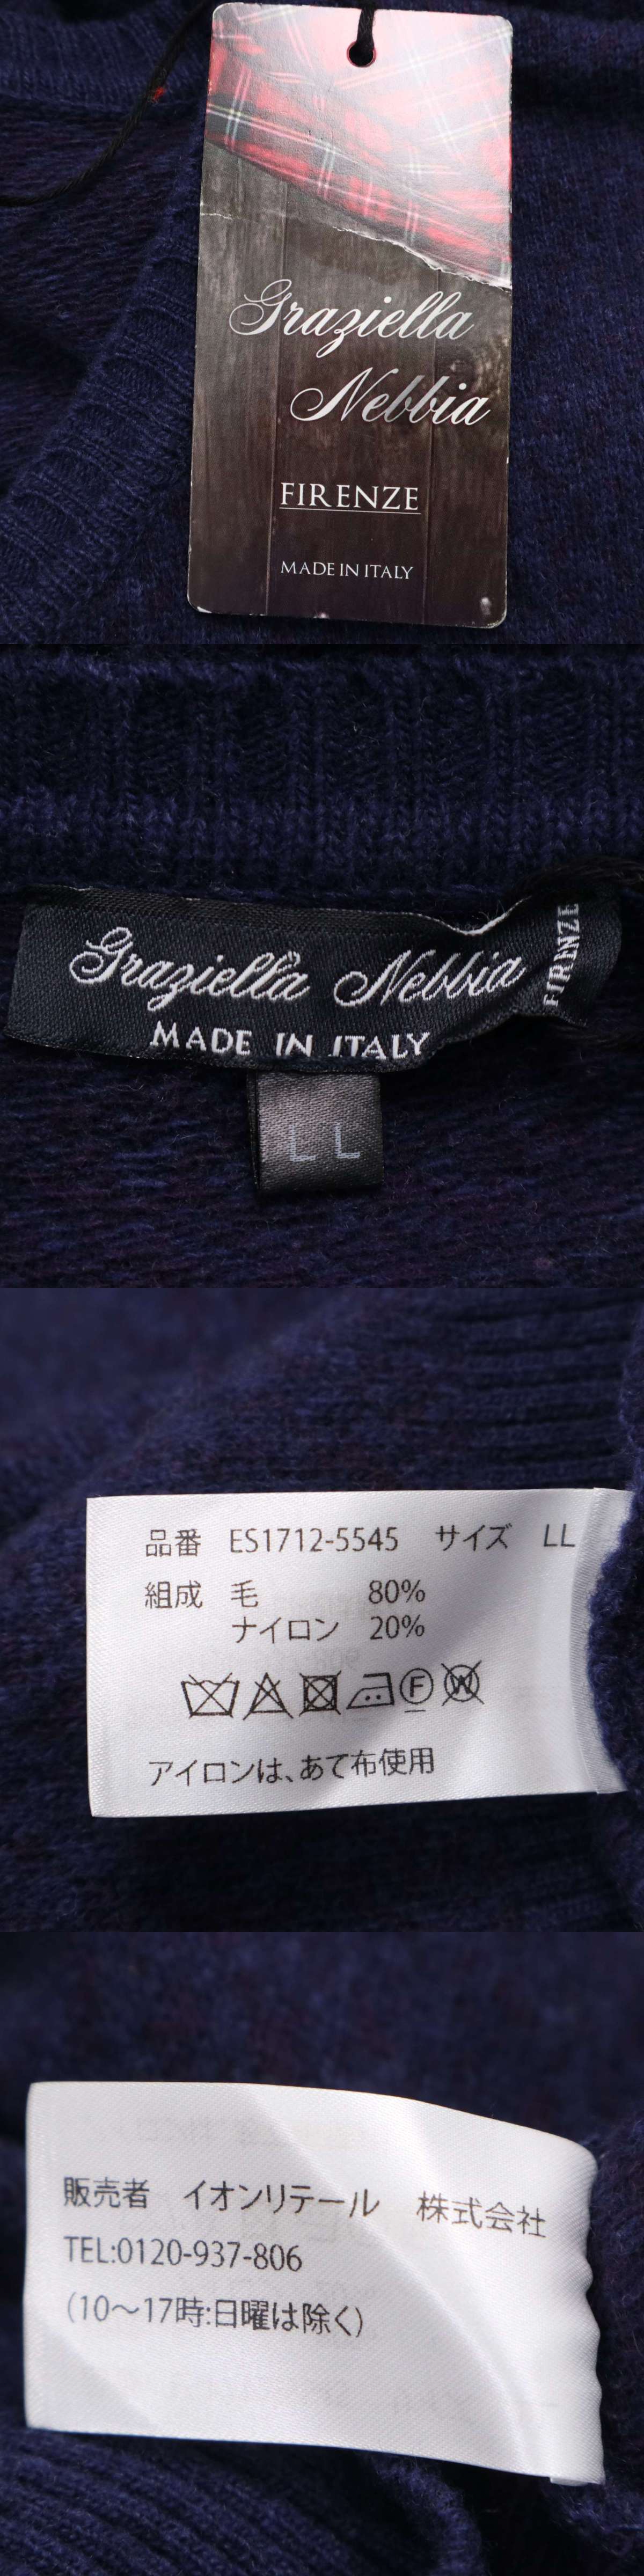 Graziella
Nebbia
FIRENZE
MADE IN ITALY
Graziella Nebbia
FIRENZE
MADE IN ITALY
LL
品番 ES1712-5545 サイズ LL
組成 毛 80%
ナイロン 20%
F W
アイロンは、あて布使用
販売者 イオンリテール 株式会社
TEL:0120-937-806
(10～17時:日曜は除く)